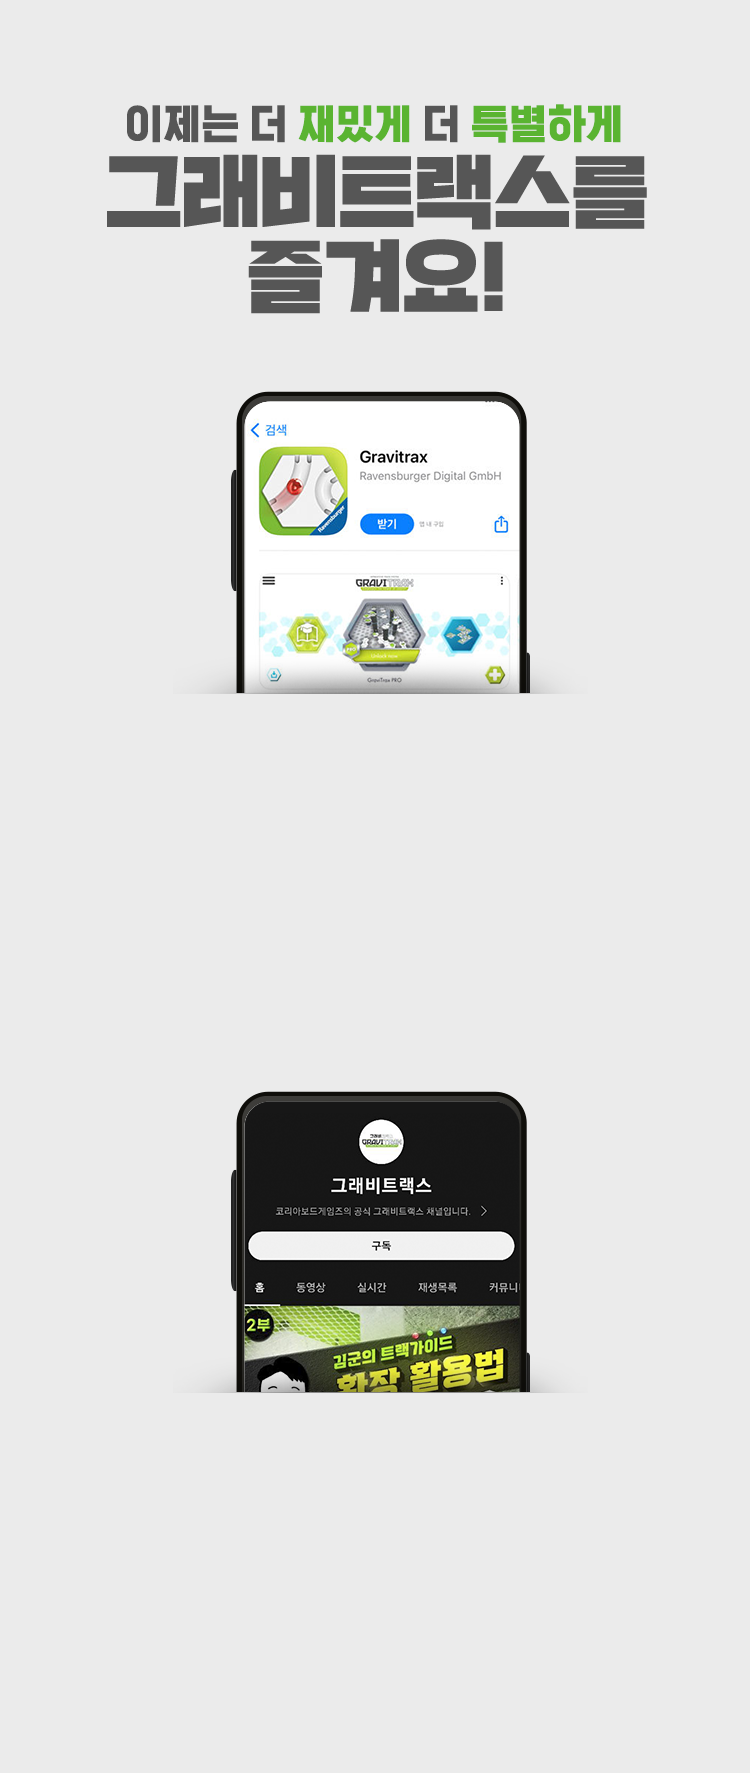 이제는 더 재밌게 더 특별하게
그래비트랙스를
즐겨요!
검색
Gravitrax
Ravensburger Digital GmbH
Ravensburger
받기
앱 내 구입
GRAVITRAX
GraviTrax PRO
그래비트랙스
GRAVITRAX
그래비트랙스
코리아보드게임즈의 공식 그래비트랙스 채널입니다.
구독
홈 동영상 실시간 재생목록 커뮤니
2부
김군의 트랙가이드
확장 활용법